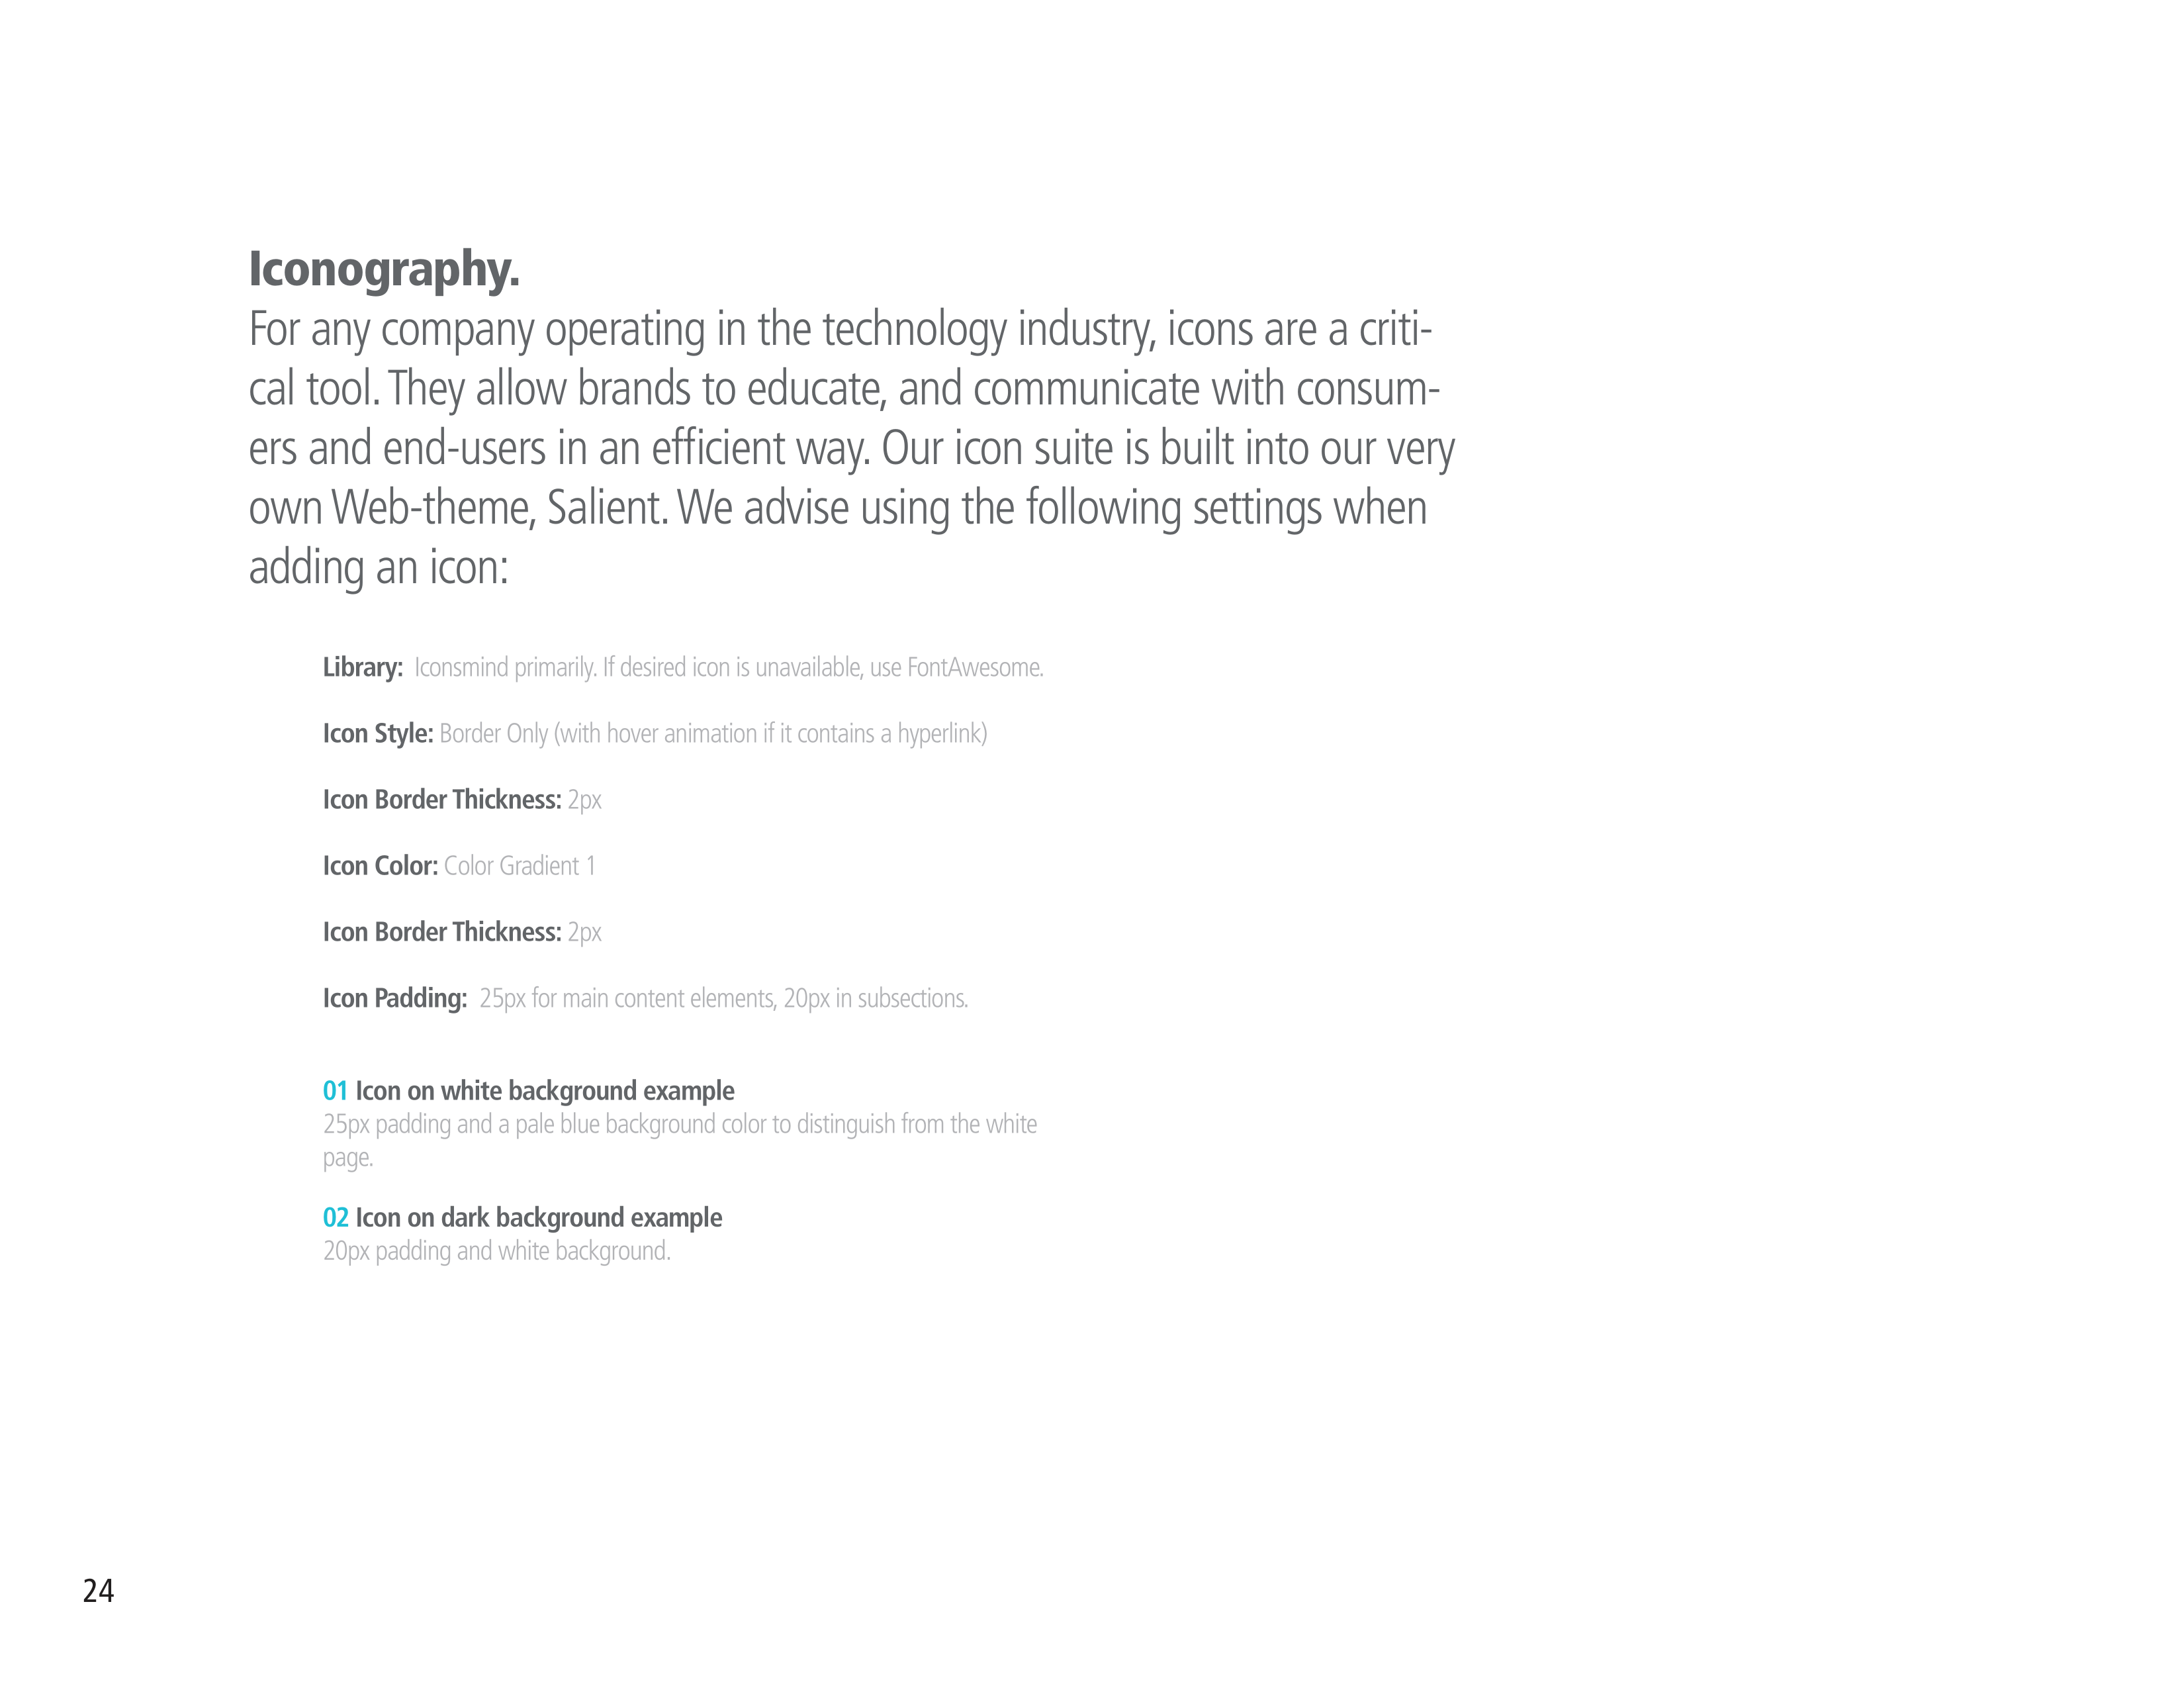 Iconography.
For any company operating in the technology industry, icons are a criti-
cal tool. They allow brands to educate, and communicate with consum-
ers and end-users in an efficient way. Our icon suite is built into our very
own Web-theme, Salient. We advise using the following settings when
adding an icon:
Library: Iconsmind primarily. If desired icon is unavailable, use FontAwesome.
Icon Style: Border Only (with hover animation if it contains a hyperlink)
Icon Border Thickness: 2px
Icon Color: Color Gradient 1
Icon Border Thickness: 2px
Icon Padding: 25px for main content elements, 20px in subsections.
01 Icon on white background example
25px padding and a pale blue background color to distinguish from the white
page.
02 Icon on dark background example
20px padding and white background.
24